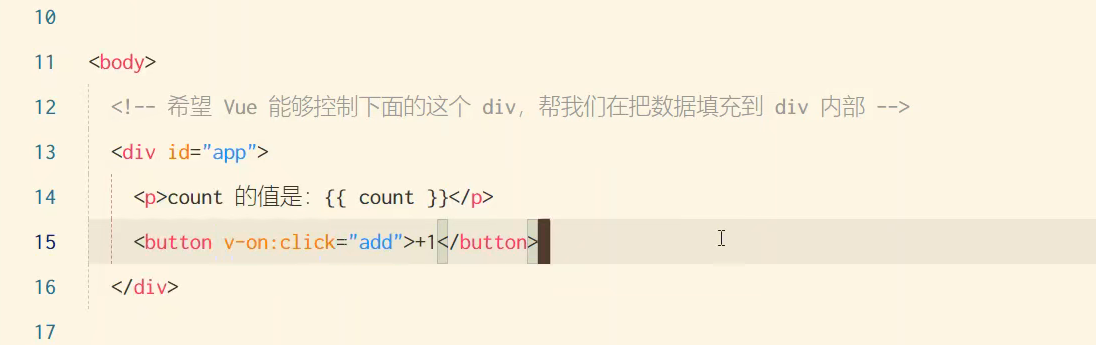 10
11 <body>
12 <!-- 希望 Vue 能够控制下面的这个 div，帮我们在把数据填充到 div 内部 -->
13 <div id="app">
14 <p>count 的值是：{{ count }}</p>
15 <button v-on:click="add">+1</button>
16 </div>
17